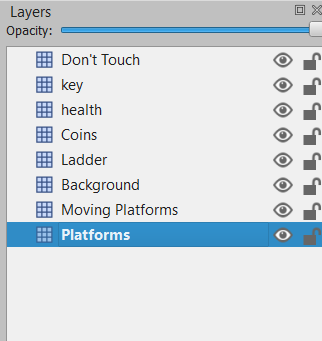 Layers
Opacity:
Don't Touch
key
health
Coins
Ladder
Background
Moving Platforms
Platforms